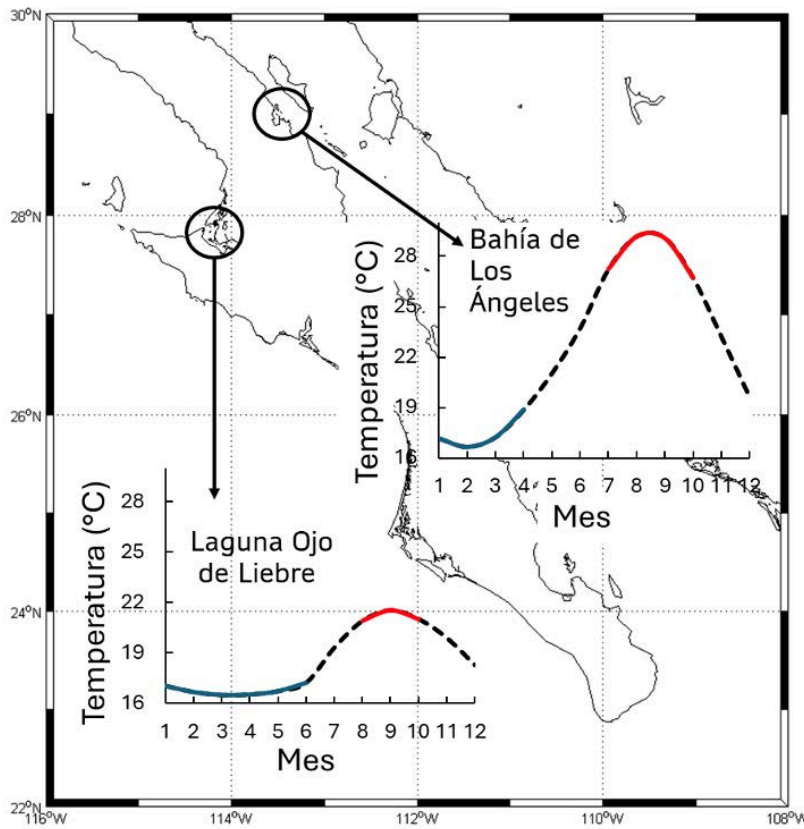 30°N
28°N
26°N
24°N
22°N
116°W
114°W
112°W
110°W
108°W
Bahía de
Los
Ángeles
Temperatura (°C)
28
25
22
19
16
1 2 3 4 5 6 7 8 9 10 11 12
Mes
Laguna Ojo
de Liebre
Temperatura (°C)
28
25
22
19
16
1 2 3 4 5 6 7 8 9 10 11 12
Mes